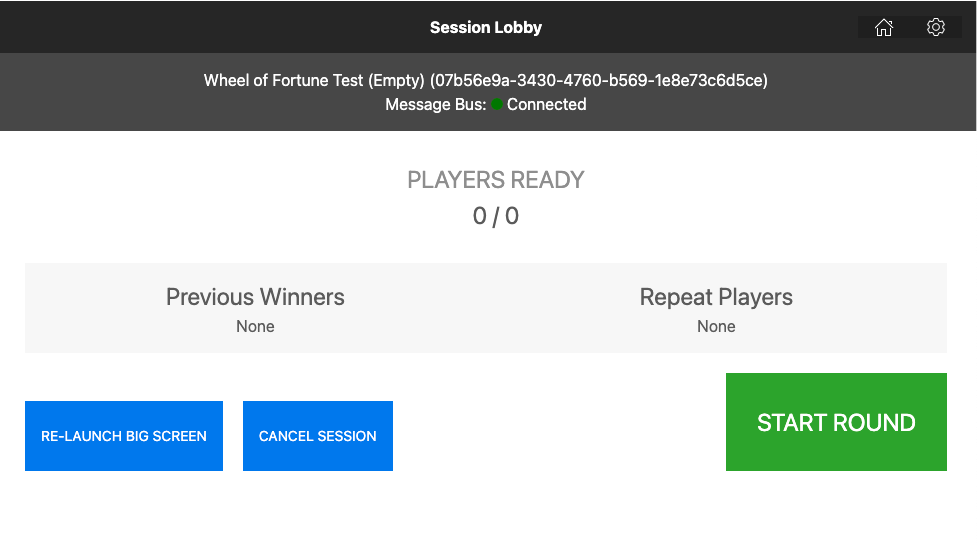 Session Lobby
Wheel of Fortune Test (Empty) (07b56e9a-3430-4760-b569-1e8e73c6d5ce)
Message Bus: Connected
PLAYERS READY
0 / 0
Previous Winners
None
Repeat Players
None
RE-LAUNCH BIG SCREEN
CANCEL SESSION
START ROUND